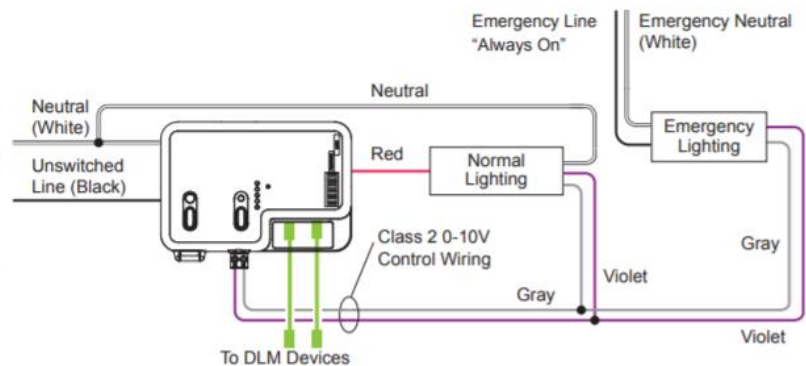 Emergency Line
“Always On”
Emergency Neutral
(White)
Neutral
(White)
Neutral
Unswitched
Line (Black)
Red
Normal
Lighting
Emergency
Lighting
Class 2 0-10V
Control Wiring
Gray
Violet
Gray
Violet
To DLM Devices